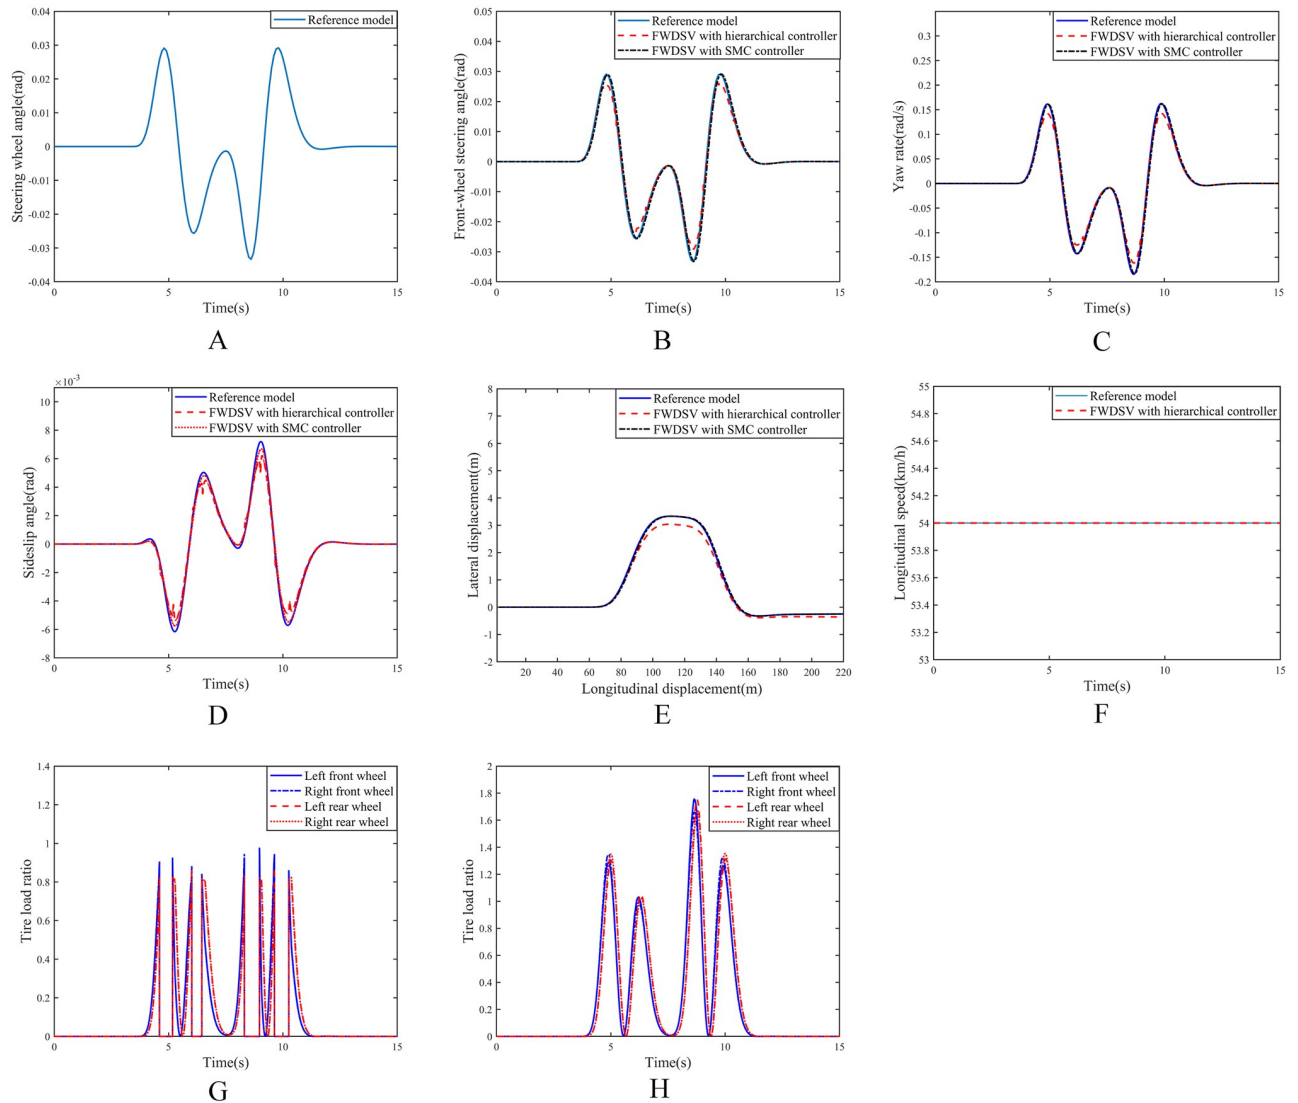 0.04
0.03
0.02
0.01
0
-0.01
-0.02
-0.03
-0.04
Steering wheel angle(rad)
Reference model
0 5 10 15
Time(s)
A
0.05
0.04
0.03
0.02
0.01
0
-0.01
-0.02
-0.03
-0.04
Front-wheel steering angle(rad)
Reference model
FWDSV with hierarchical controller
FWDSV with SMC controller
0 5 10 15
Time(s)
B
0.3
0.25
0.2
0.15
0.1
0.05
0
-0.05
-0.1
-0.15
-0.2
Yaw rate(rad/s)
Reference model
FWDSV with hierarchical controller
FWDSV with SMC controller
0 5 10 15
Time(s)
C
×10⁻³
10
8
6
4
2
0
-2
-4
-6
-8
Sideslip angle(rad)
Reference model
FWDSV with hierarchical controller
FWDSV with SMC controller
0 5 10 15
Time(s)
D
8
7
6
5
4
3
2
1
0
-1
-2
Lateral displacement(m)
Reference model
FWDSV with hierarchical controller
FWDSV with SMC controller
20 40 60 80 100 120 140 160 180 200 220
Longitudinal displacement(m)
E
55
54.8
54.6
54.4
54.2
54
53.8
53.6
53.4
53.2
53
Longitudinal speed(km/h)
Reference model
FWDSV with hierarchical controller
0 5 10 15
Time(s)
F
1.4
1.2
1
0.8
0.6
0.4
0.2
0
Tire load ratio
Left front wheel
Right front wheel
Left rear wheel
Right rear wheel
0 5 10 15
Time(s)
G
2
1.8
1.6
1.4
1.2
1
0.8
0.6
0.4
0.2
0
Tire load ratio
Left front wheel
Right front wheel
Left rear wheel
Right rear wheel
0 5 10 15
Time(s)
H